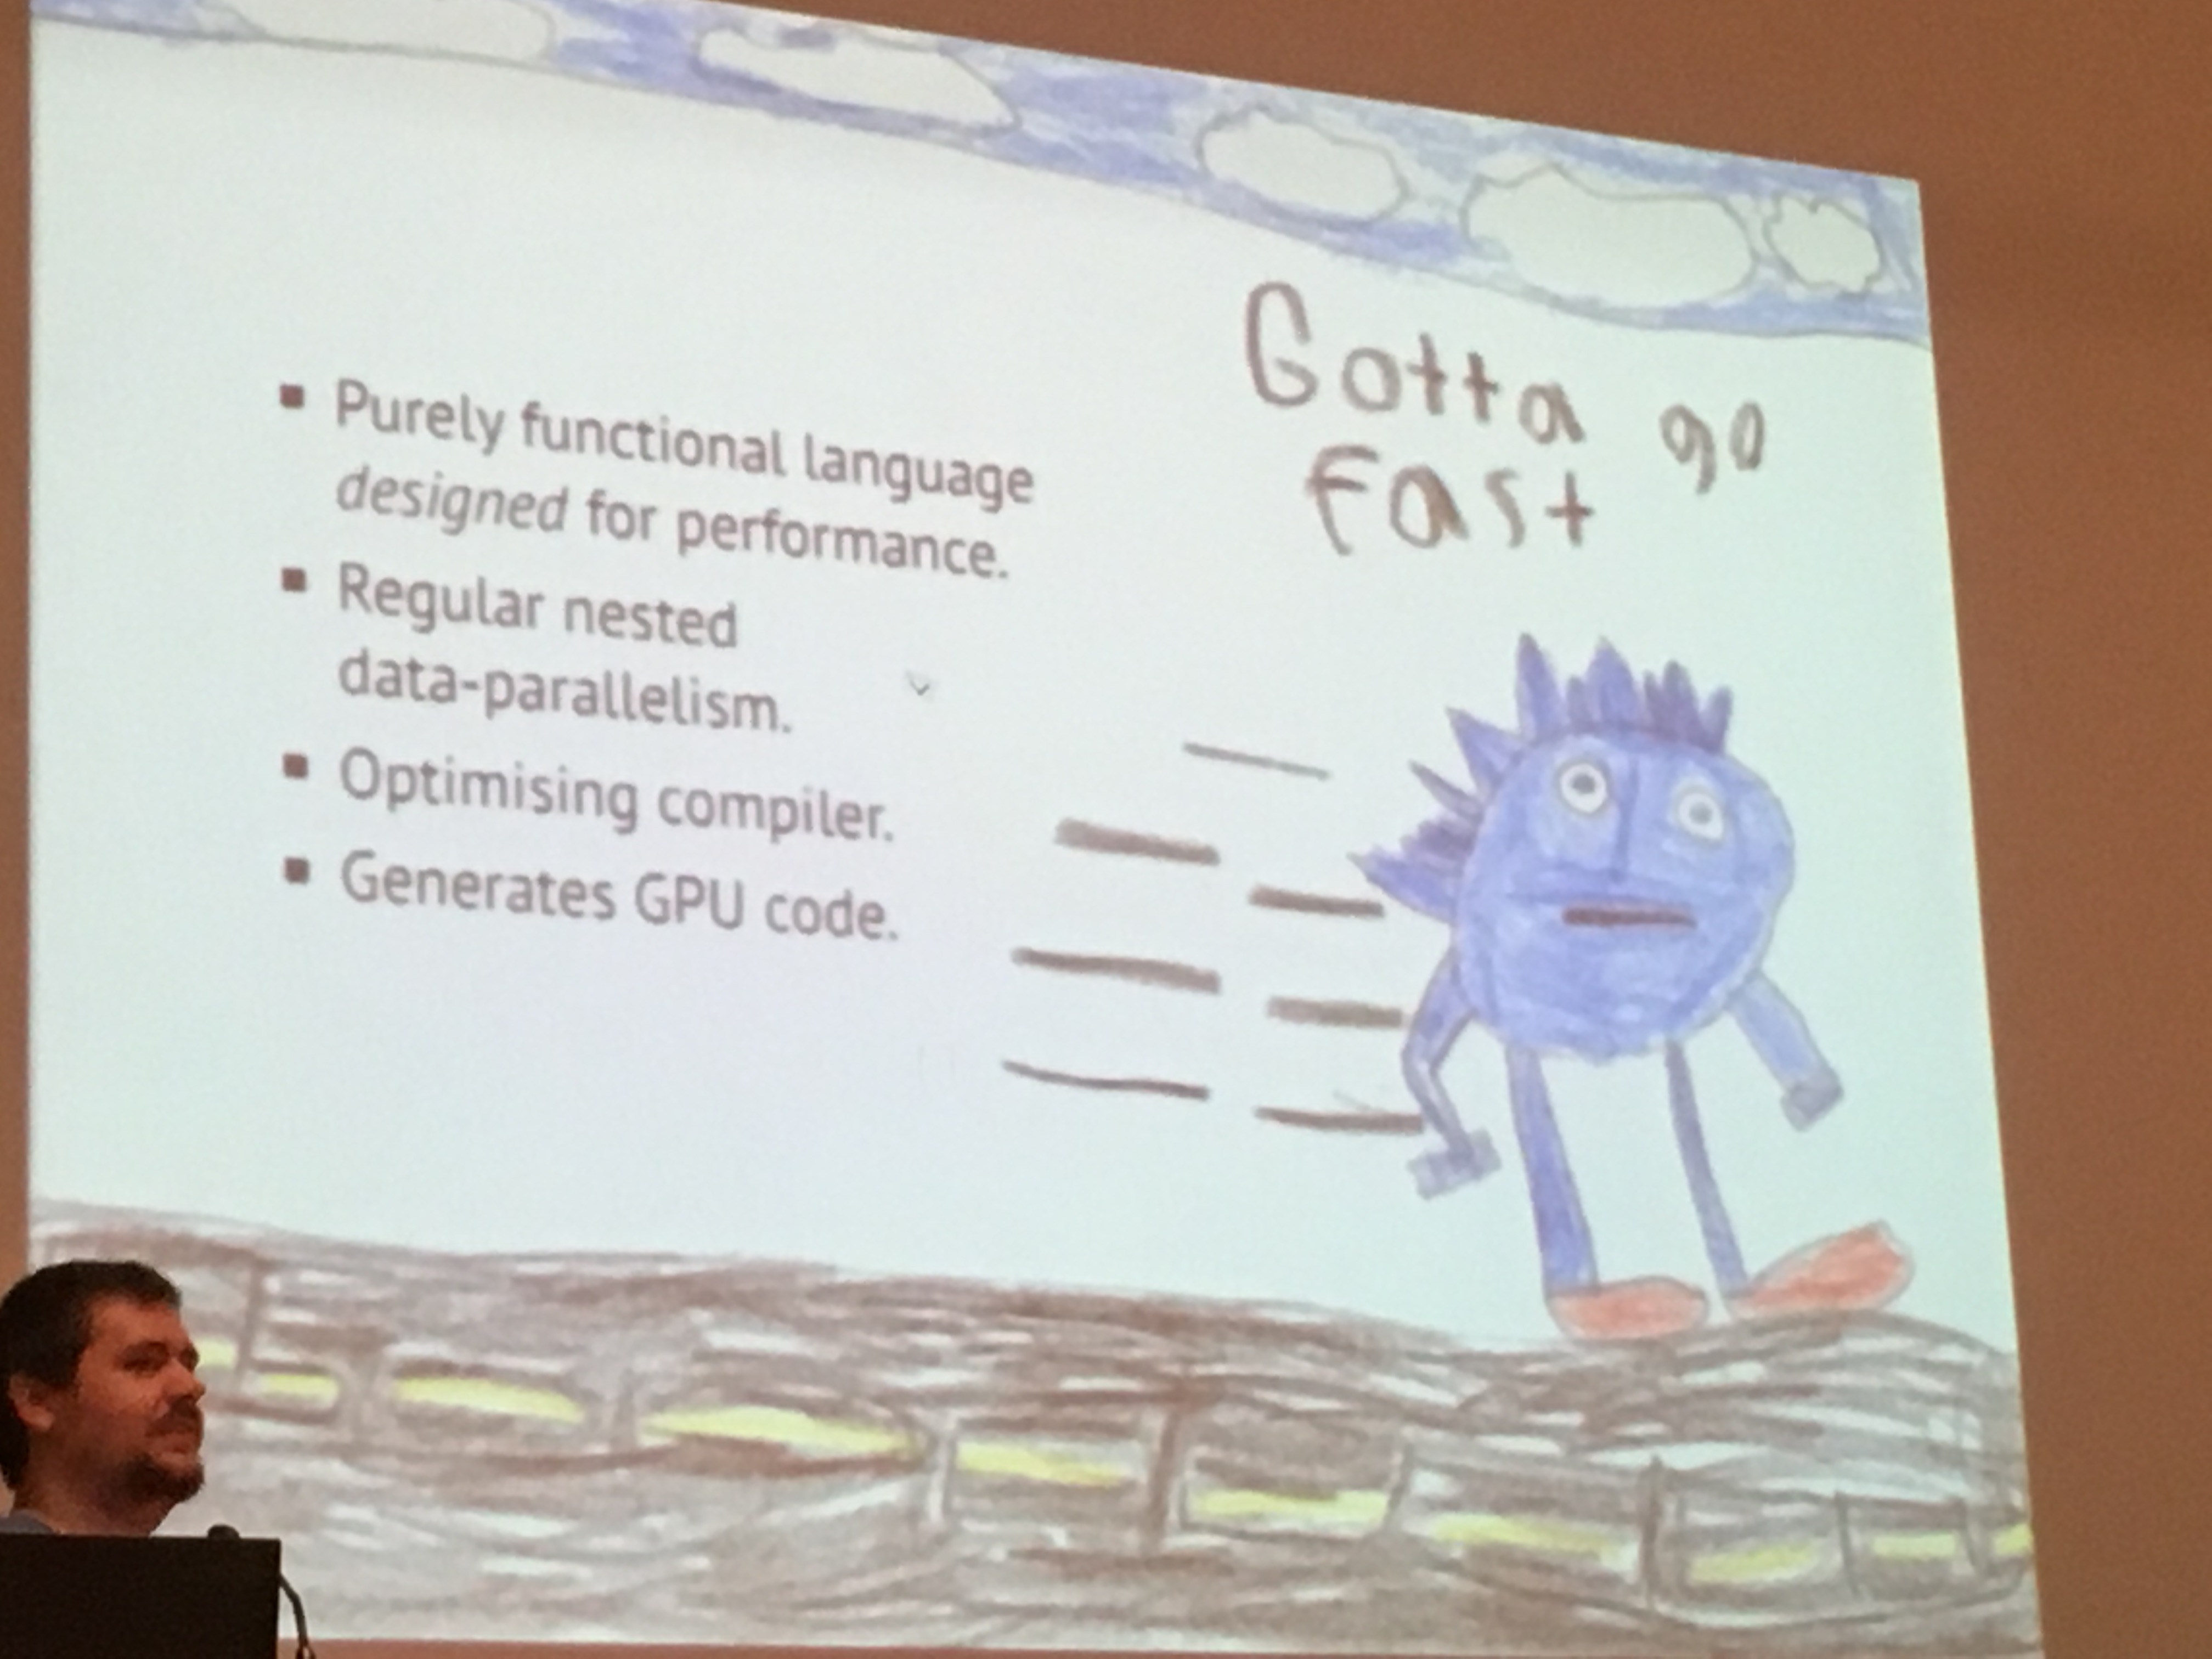 Gotta go
Fast
▪ Purely functional language
designed for performance.
▪ Regular nested
data-parallelism.
▪ Optimising compiler.
▪ Generates GPU code.